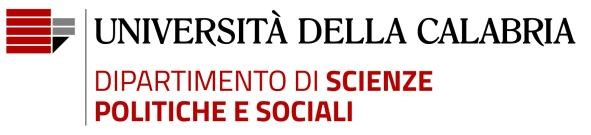 UNIVERSITÀ DELLA CALABRIA
DIPARTIMENTO DI SCIENZE
POLITICHE E SOCIALI